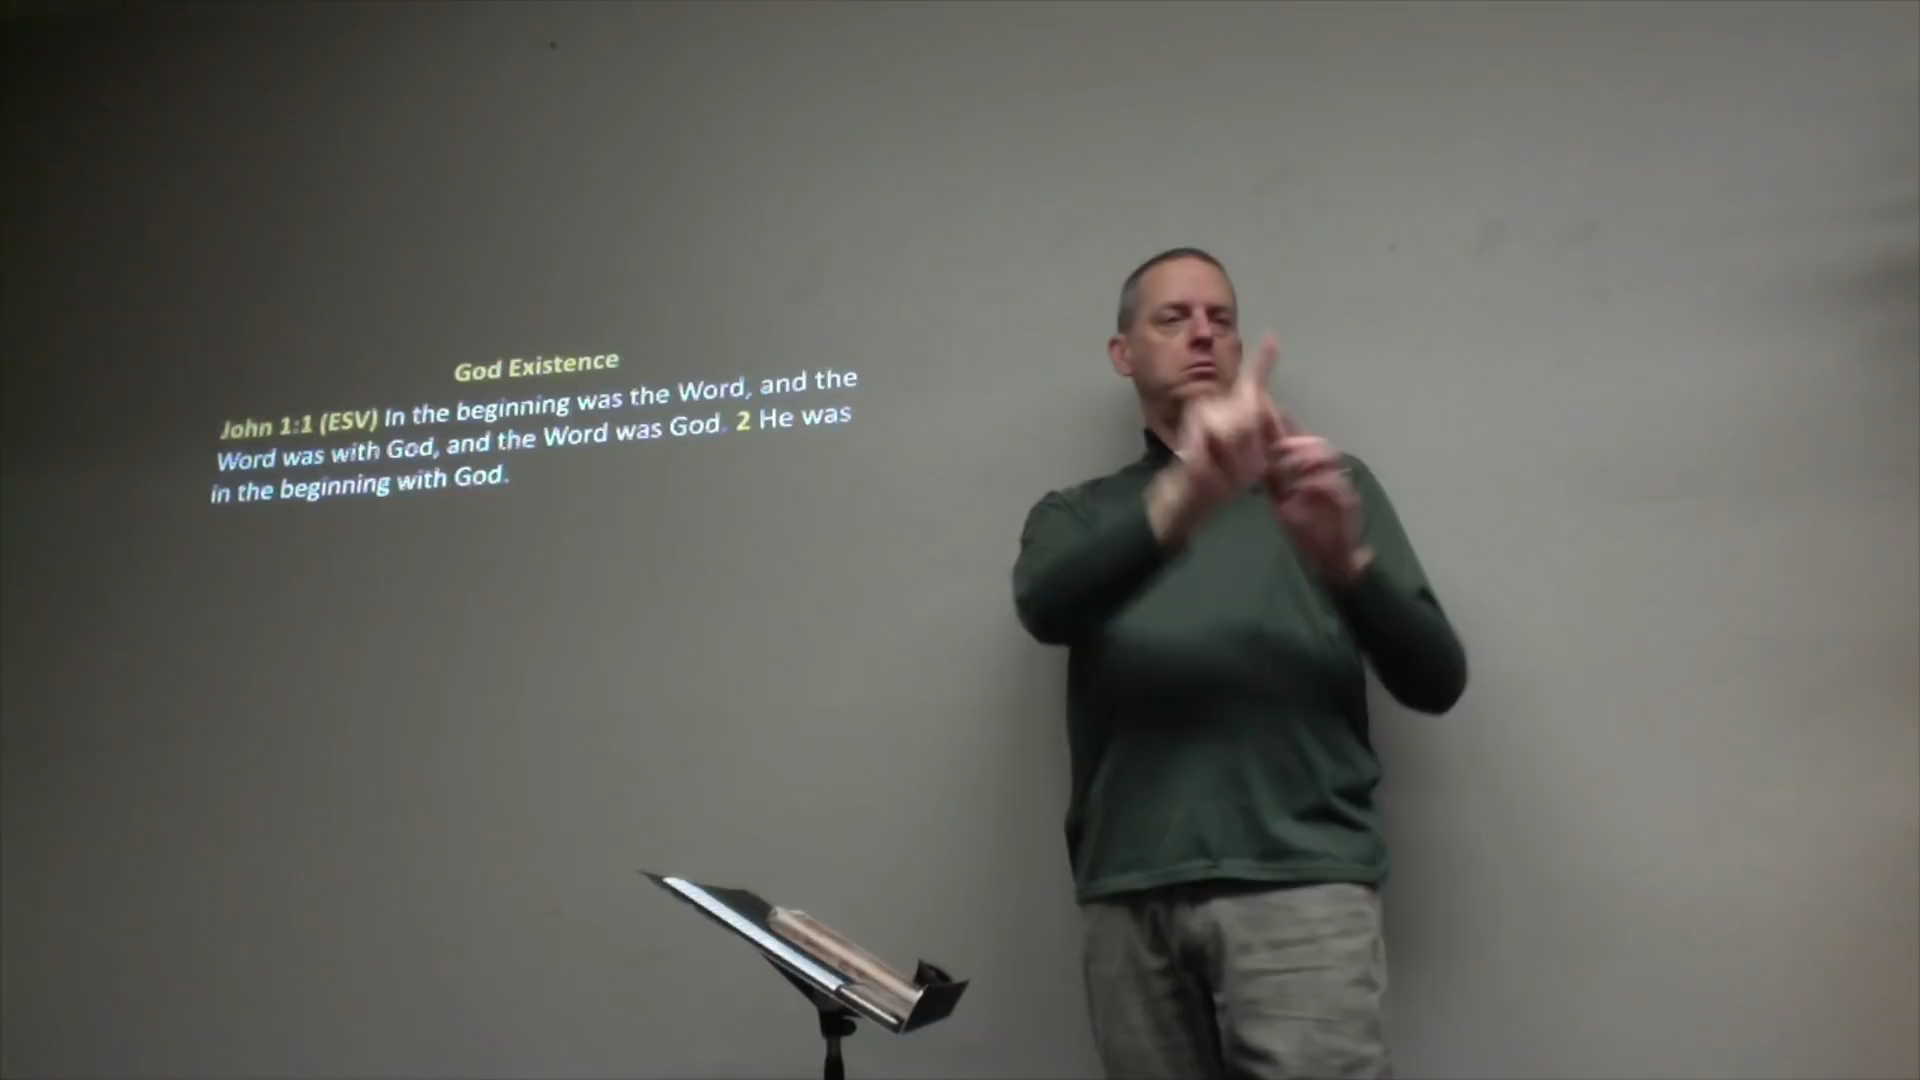 God Existence
John 1:1 (ESV) In the beginning was the Word, and the
Word was with God, and the Word was God. 2 He was
in the beginning with God.